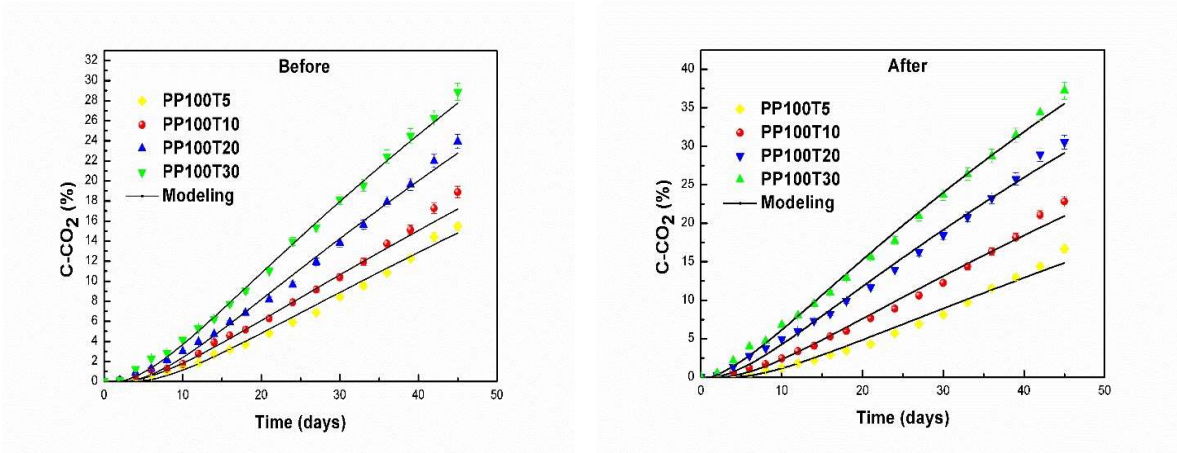 Before
PP100T5
PP100T10
PP100T20
PP100T30
Modeling
C-CO2 (%)
32
30
28
26
24
22
20
18
16
14
12
10
8
6
4
2
0
0 10 20 30 40 50
Time (days)
After
PP100T5
PP100T10
PP100T20
PP100T30
Modeling
C-CO2 (%)
40
35
30
25
20
15
10
5
0
0 10 20 30 40 50
Time (days)